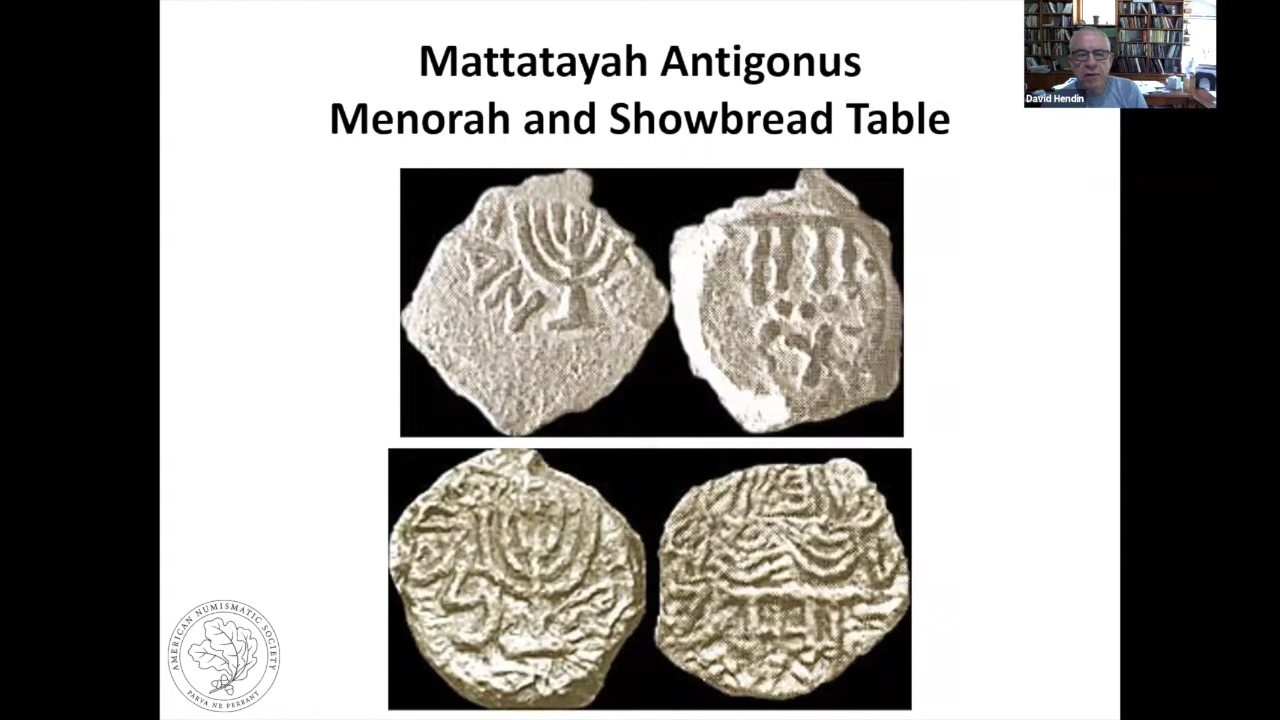 Mattatayah Antigonus
Menorah and Showbread Table
David Hendin
AMERICAN NUMISMATIC SOCIETY
PARVA NE PEREANT